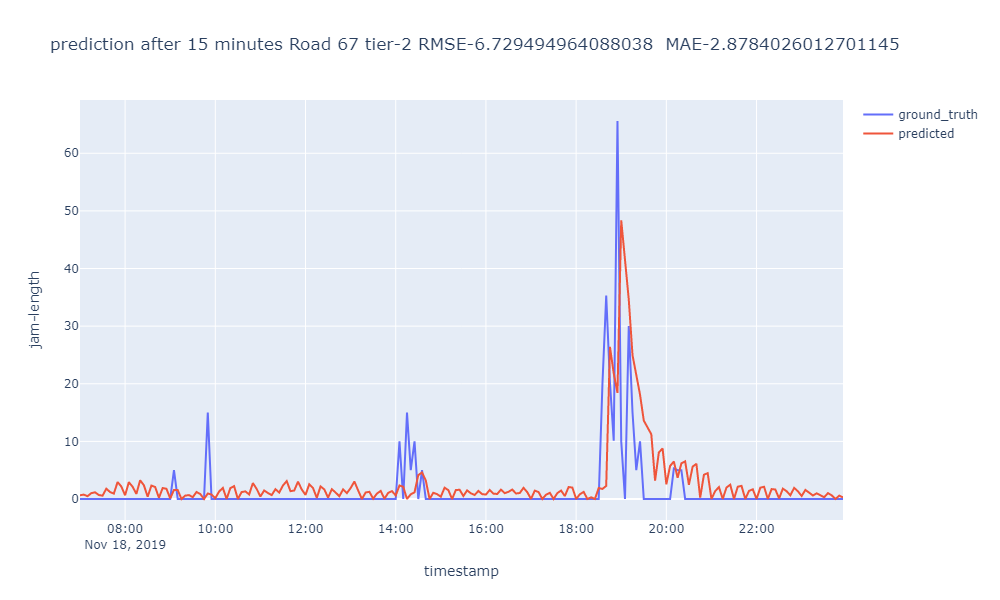 prediction after 15 minutes Road 67 tier-2 RMSE-6.729494964088038  MAE-2.8784026012701145
ground_truth
predicted
60
50
40
30
20
10
0
jam-length
08:00 10:00 12:00 14:00 16:00 18:00 20:00 22:00
Nov 18, 2019
timestamp